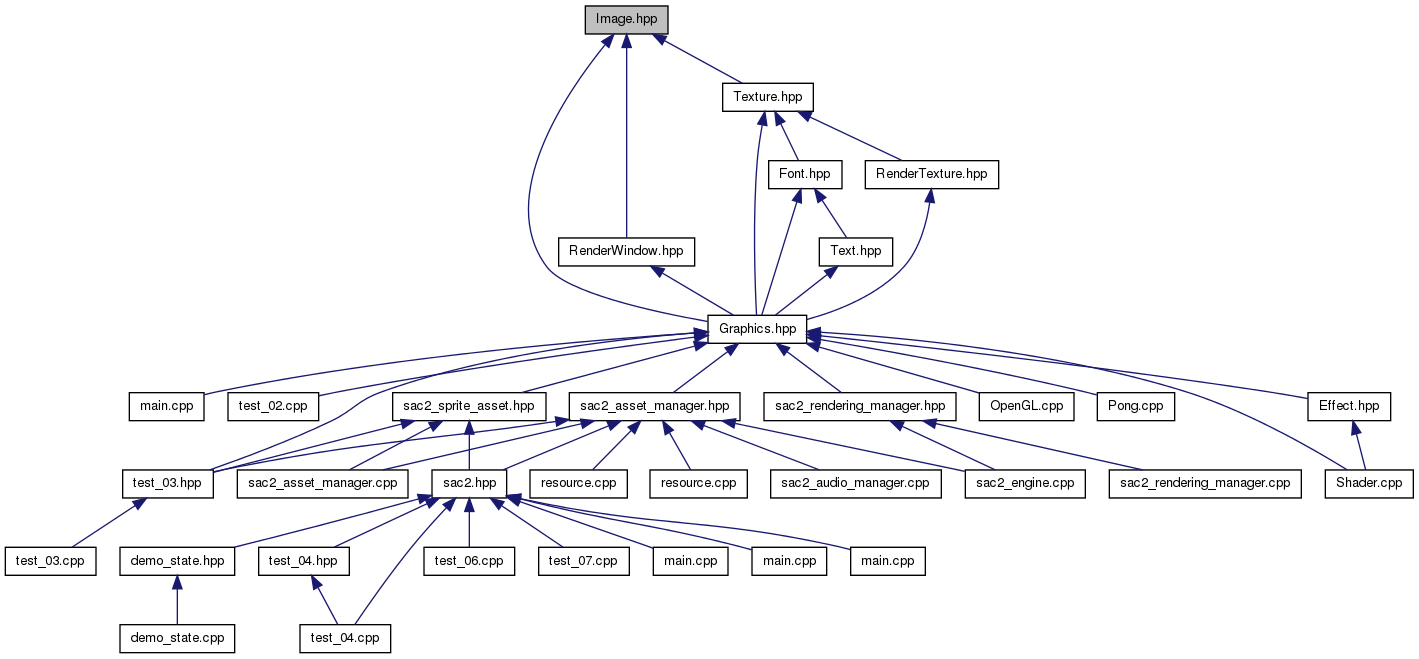 Image.hpp
Texture.hpp
Font.hpp
RenderTexture.hpp
RenderWindow.hpp
Text.hpp
Graphics.hpp
main.cpp
test_02.cpp
sac2_sprite_asset.hpp
sac2_asset_manager.hpp
sac2_rendering_manager.hpp
OpenGL.cpp
Pong.cpp
Effect.hpp
test_03.hpp
sac2_asset_manager.cpp
sac2.hpp
resource.cpp
resource.cpp
sac2_audio_manager.cpp
sac2_engine.cpp
sac2_rendering_manager.cpp
Shader.cpp
test_03.cpp
demo_state.hpp
test_04.hpp
test_06.cpp
test_07.cpp
main.cpp
main.cpp
main.cpp
demo_state.cpp
test_04.cpp